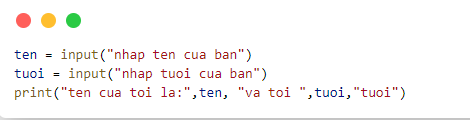 ten = input("nhap ten cua ban")
tuoi = input("nhap tuoi cua ban")
print("ten cua toi la:",ten, "va toi ",tuoi,"tuoi")